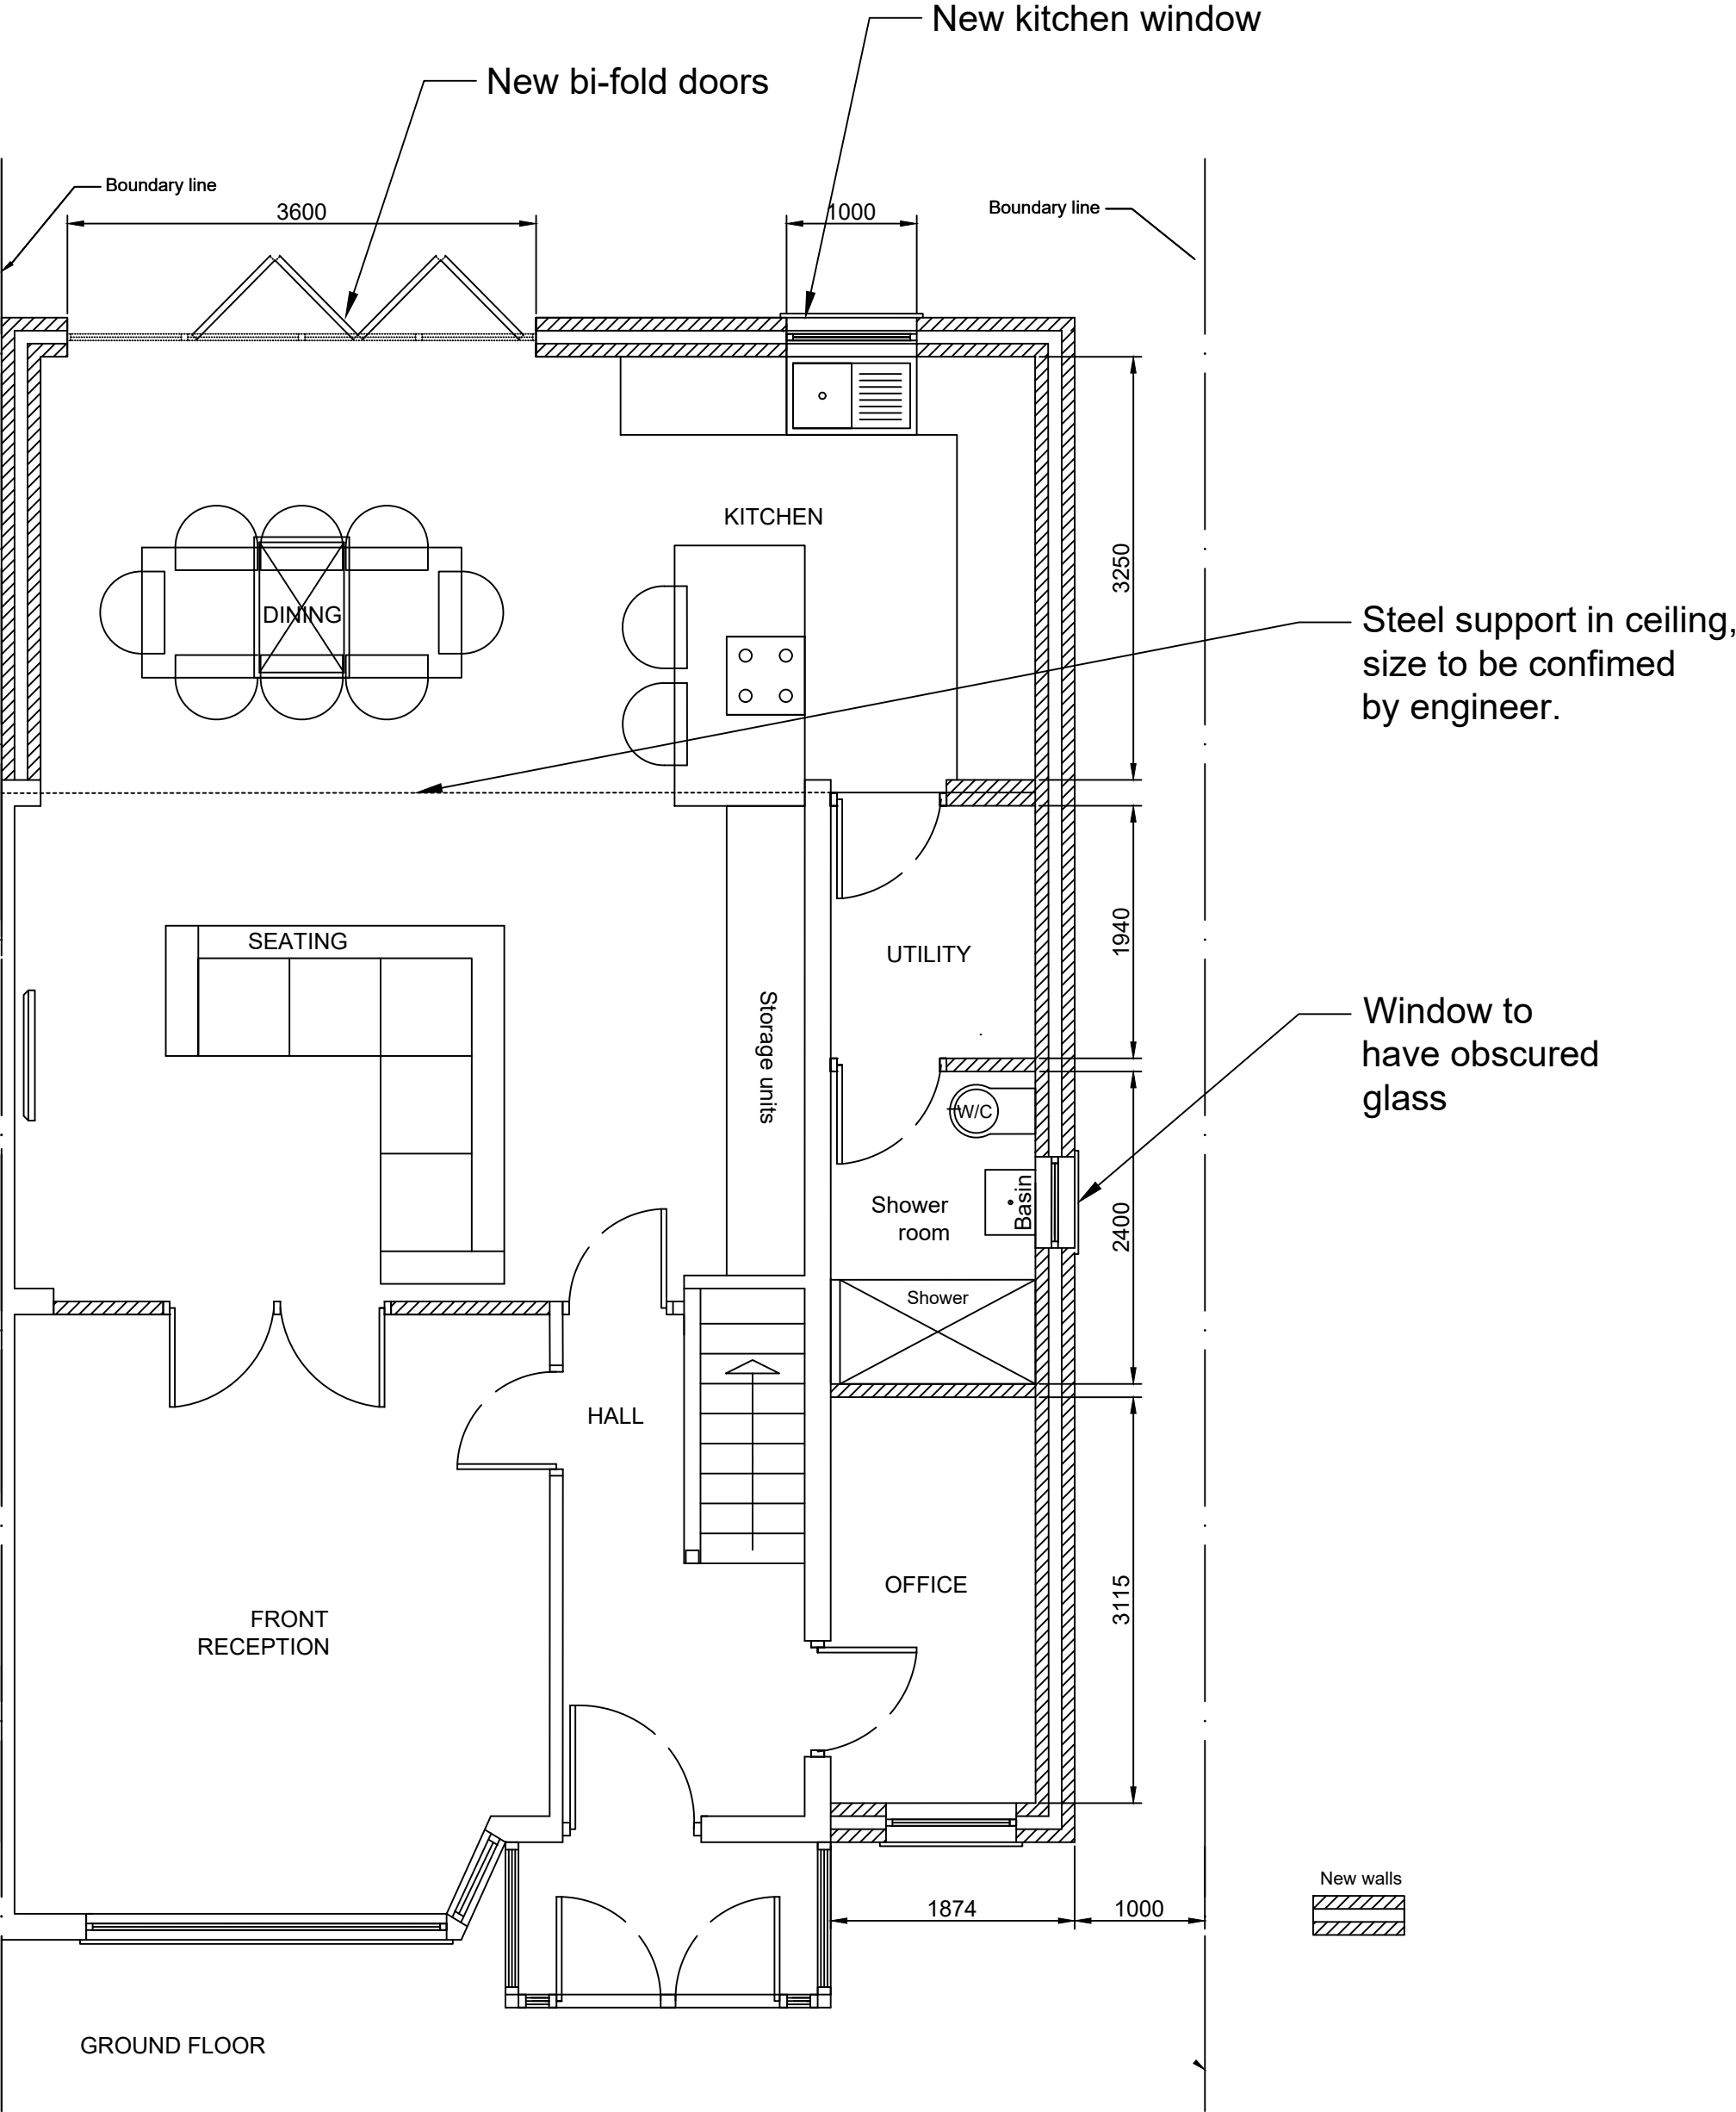 New kitchen window
New bi-fold doors
Boundary line
Boundary line
3600
1000
KITCHEN
3250
DINING
Steel support in ceiling,
size to be confimed
by engineer.
SEATING
UTILITY
1940
Storage units
Window to
have obscured
glass
W/C
Basin
Shower
room
2400
Shower
HALL
OFFICE
3115
FRONT
RECEPTION
New walls
1874
1000
GROUND FLOOR